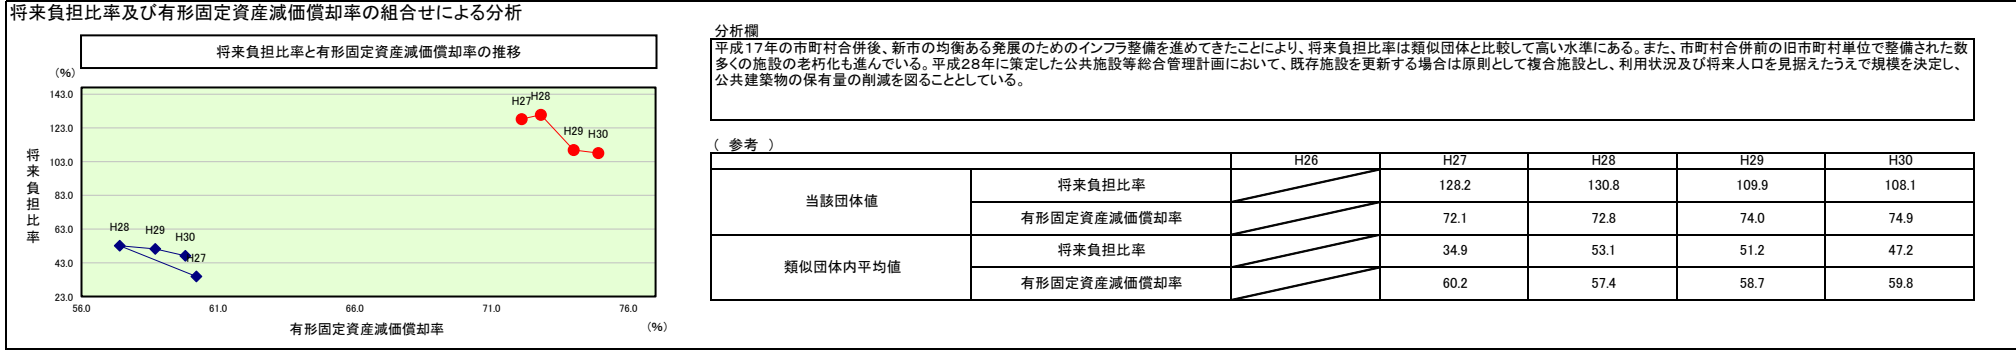 将来負担比率及び有形固定資産減価償却率の組合せによる分析
将来負担比率と有形固定資産減価償却率の推移
(%)
143.0
123.0
103.0
83.0
63.0
43.0
23.0
将来負担比率
H27
H28
H29
H30
H28
H29
H30
H27
56.0
61.0
66.0
71.0
76.0
有形固定資産減価償却率
(%)
分析欄
平成17年の市町村合併後、新市の均衡ある発展のためのインフラ整備を進めてきたことにより、将来負担比率は類似団体と比較して高い水準にある。また、市町村合併前の旧市町村単位で整備された数
多くの施設の老朽化も進んでいる。平成28年に策定した公共施設等総合管理計画において、既存施設を更新する場合は原則として複合施設とし、利用状況及び将来人口を見据えたうえで規模を決定し、
公共建築物の保有量の削減を図ることとしている。
( 参考 )
H26 H27 H28 H29 H30
当該団体値
将来負担比率 128.2 130.8 109.9 108.1
有形固定資産減価償却率 72.1 72.8 74.0 74.9
類似団体内平均値
将来負担比率 34.9 53.1 51.2 47.2
有形固定資産減価償却率 60.2 57.4 58.7 59.8